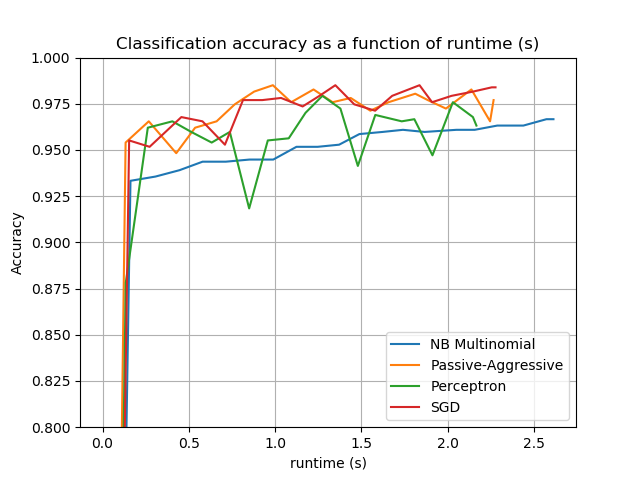 Classification accuracy as a function of runtime (s)
1.000
0.975
0.950
0.925
0.900
0.875
0.850
0.825
0.800
Accuracy
NB Multinomial
Passive-Aggressive
Perceptron
SGD
0.0 0.5 1.0 1.5 2.0 2.5
runtime (s)